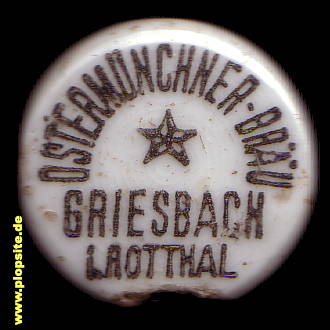 OSTERMÜNCHNER-BRÄU
GRIESBACH
i.ROTTHAL
www.plopsite.de